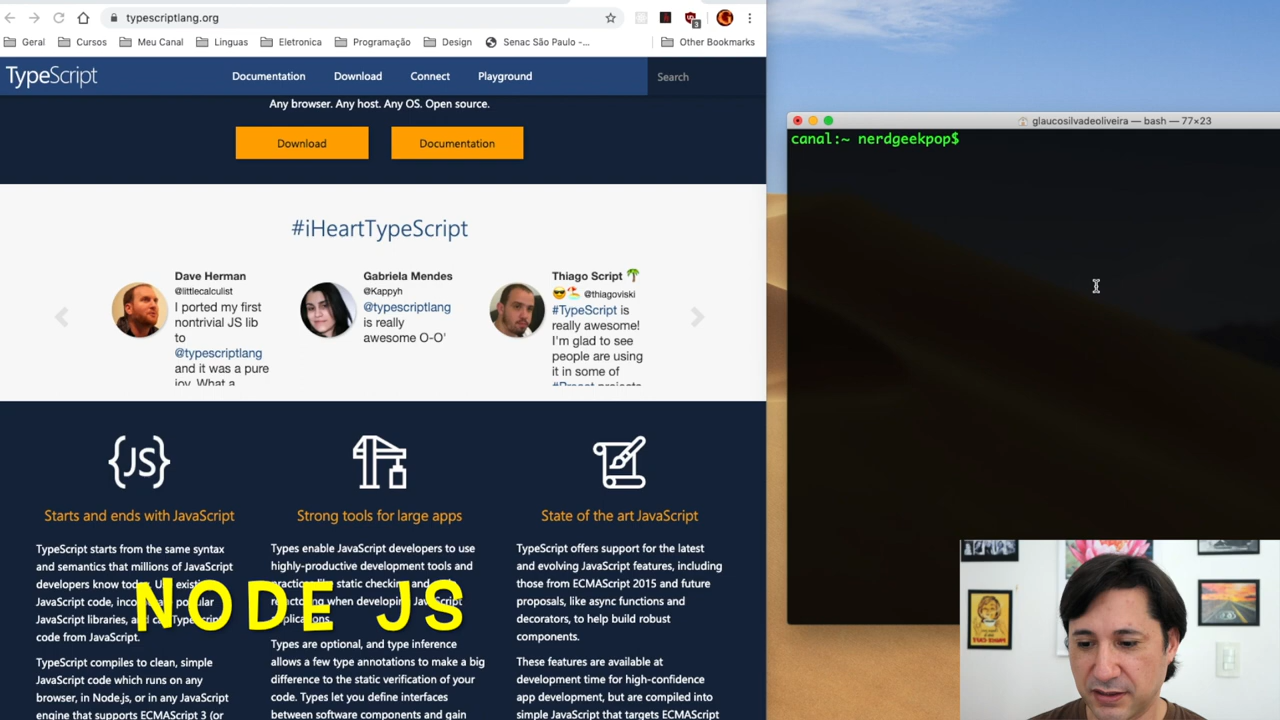 typescriptlang.org
3
Geral Cursos Meu Canal Linguas Eletronica Programação Design Senac São Paulo -... Other Bookmarks
TypeScript Documentation Download Connect Playground Search
Any browser. Any host. Any OS. Open source.
Download Documentation
#iHeartTypeScript
Dave Herman
@littlecalculist
I ported my first
nontrivial JS lib
to
@typescriptlang
and it was a pure
joy. What a
Gabriela Mendes
@Kappyh
@typescriptlang
is really
awesome O-O'
Thiago Script 🌴
😎🏖️ @thiagoviski
#TypeScript is
really awesome!
I'm glad to see
people are using
it in some of
projects
{JS}
Starts and ends with JavaScript
TypeScript starts from the same syntax
and semantics that millions of JavaScript
developers know today. Use existing
JavaScript code, incorporate popular
JavaScript libraries, and call TypeScript
code from JavaScript.
TypeScript compiles to clean, simple
JavaScript code which runs on any
browser, in Node.js, or in any JavaScript
engine that supports ECMAScript 3 (or
Strong tools for large apps
Types enable JavaScript developers to use
highly-productive development tools and
practices like static checking and code
refactoring when developing JavaScript
applications.
Types are optional, and type inference
allows a few type annotations to make a big
difference to the static verification of your
code. Types let you define interfaces
between software components and gain
State of the art JavaScript
TypeScript offers support for the latest
and evolving JavaScript features, including
those from ECMAScript 2015 and future
proposals, like async functions and
decorators, to help build robust
components.
These features are available at
development time for high-confidence
app development, but are compiled into
simple JavaScript that targets ECMAScript
NODE JS
glaucosilvadeoliveira — bash — 77×23
canal:~ nerdgeekpop$